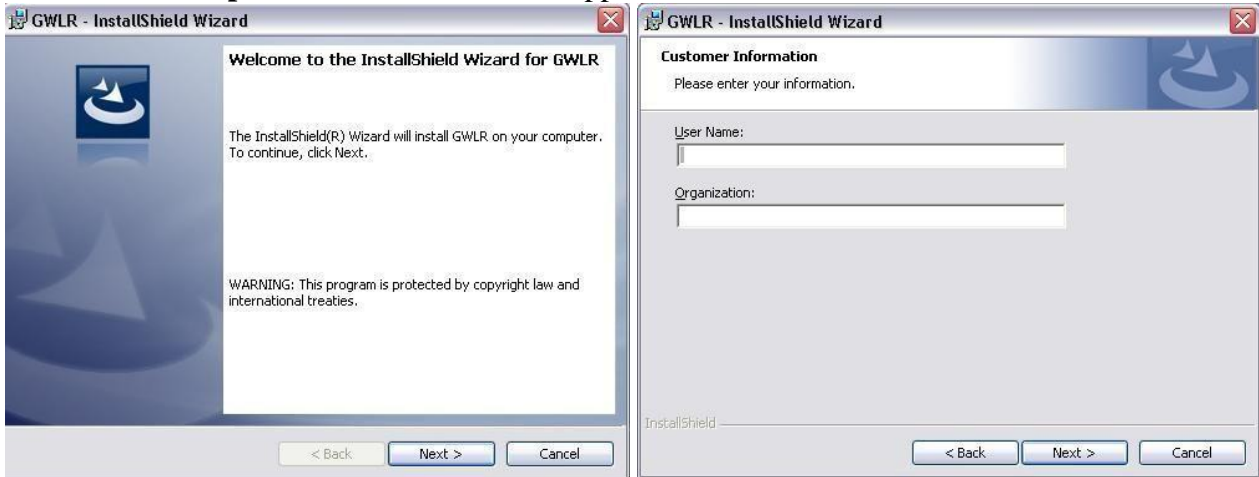 GWLR - InstallShield Wizard
Welcome to the InstallShield Wizard for GWLR
The InstallShield(R) Wizard will install GWLR on your computer.
To continue, click Next.
WARNING: This program is protected by copyright law and
international treaties.
< Back
Next >
Cancel
GWLR - InstallShield Wizard
Customer Information
Please enter your information.
User Name:
Organization:
InstallShield
< Back
Next >
Cancel